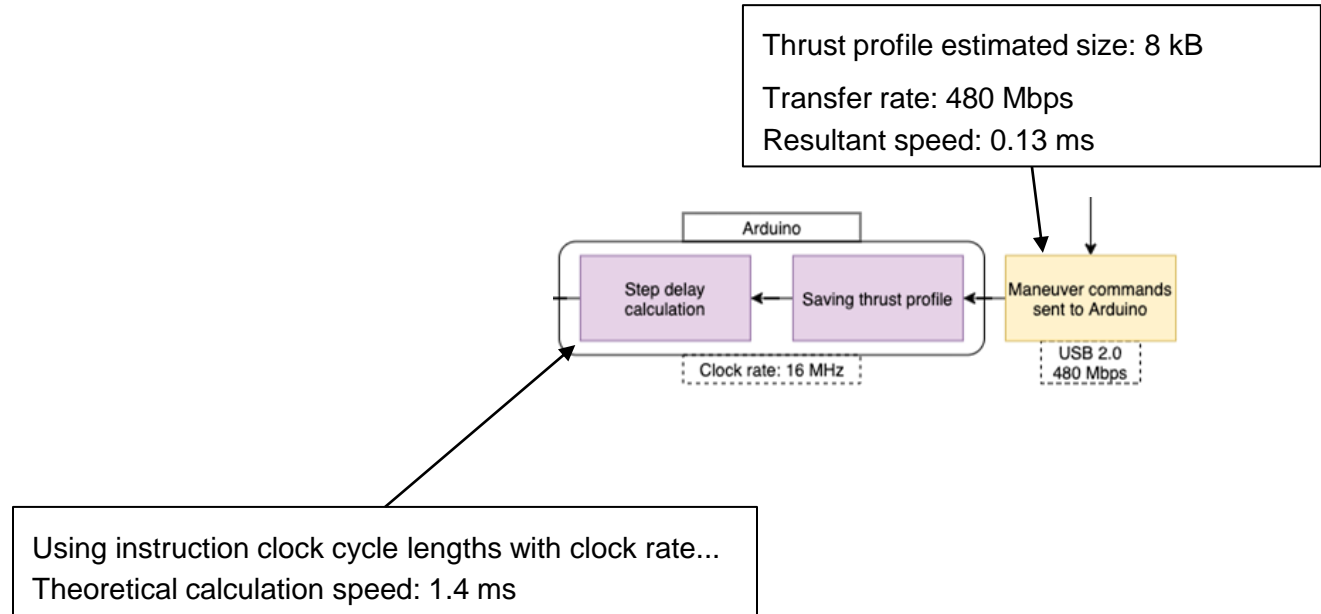 Thrust profile estimated size: 8 kB
Transfer rate: 480 Mbps
Resultant speed: 0.13 ms
Arduino
Step delay
calculation
Saving thrust profile
Maneuver commands
sent to Arduino
Clock rate: 16 MHz
USB 2.0
480 Mbps
Using instruction clock cycle lengths with clock rate...
Theoretical calculation speed: 1.4 ms